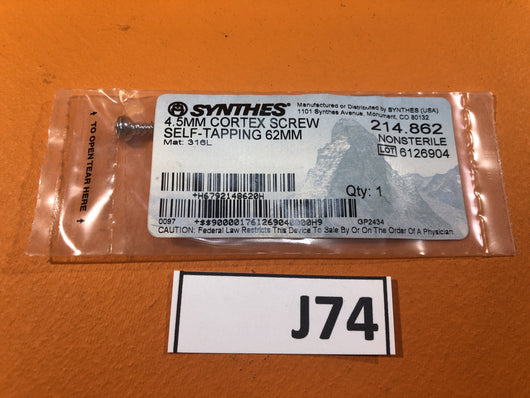 SYNTHES®
Manufactured or Distributed by SYNTHES (USA)
1101 Synthes Avenue, Monument, CO 80132
4.5MM CORTEX SCREW
SELF-TAPPING 62MM
Mat: 316L
214.862
NONSTERILE
LOT 6126904
*H6792148620H
Qty: 1
0097
GP2434
CAUTION: Federal Law Restricts This Device To Sale By Or On The Order Of A Physician.
TO OPEN TEAR HERE
J74